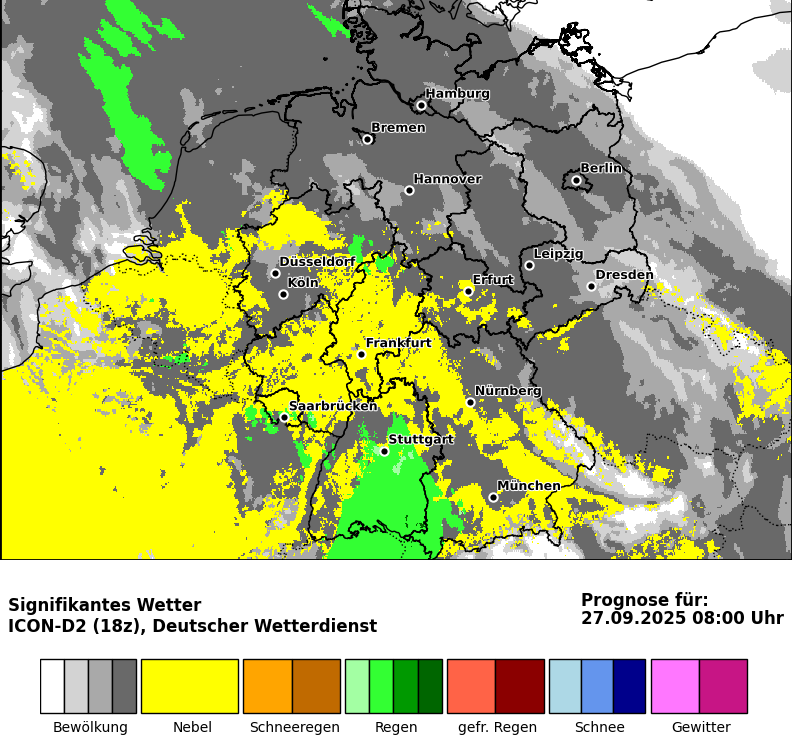 Hamburg
Bremen
Berlin
Hannover
Leipzig
Düsseldorf
Dresden
Köln
Erfurt
Frankfurt
Nürnberg
Saarbrücken
Stuttgart
München
Signifikantes Wetter
ICON-D2 (18z), Deutscher Wetterdienst
Prognose für:
27.09.2025 08:00 Uhr
Bewölkung Nebel Schneeregen Regen gefr. Regen Schnee Gewitter